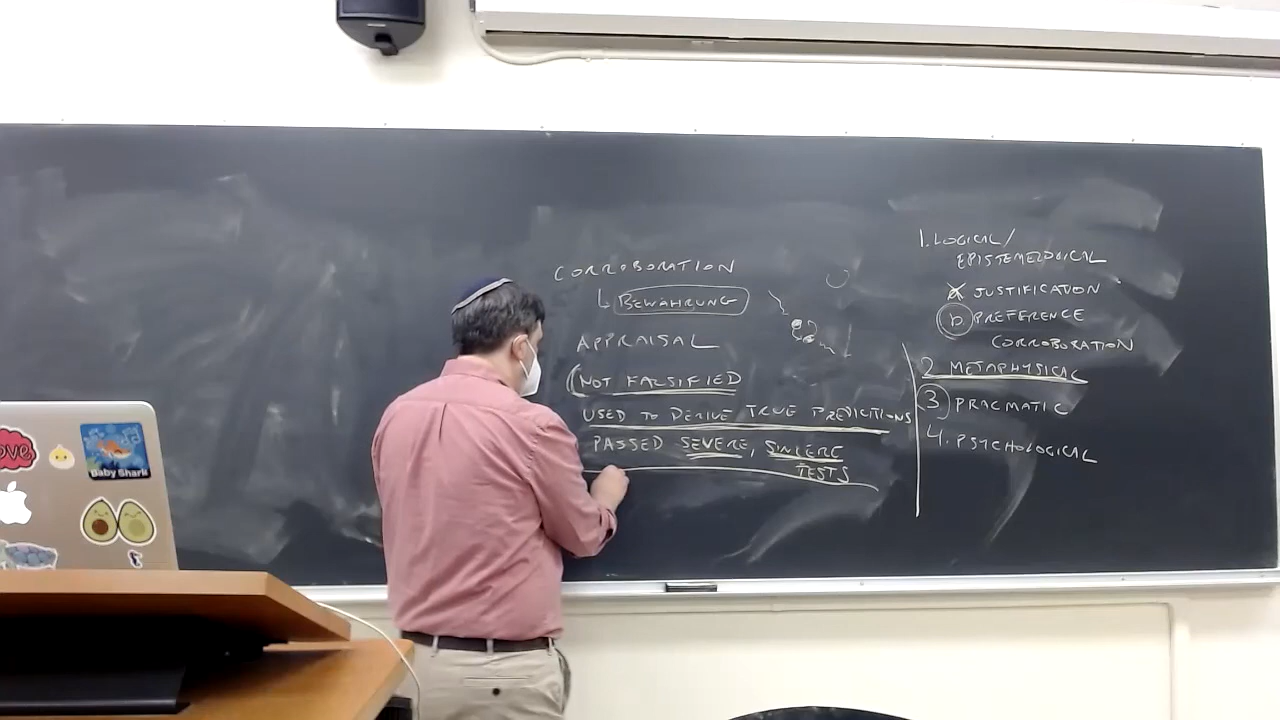 CORROBORATION
↳ BEWÄHRUNG
APPRAISAL
(NOT FALSIFIED
USED TO DERIVE TRUE PREDICTIONS
PASSED SEVERE, SINCERE
TESTS
1. LOGICAL/
EPISTEMOLOGICAL
JUSTIFICATION
b. PREFERENCE
CORROBORATION
2 METAPHYSICAL
3 PRAGMATIC
4. PSYCHOLOGICAL
Baby Shark